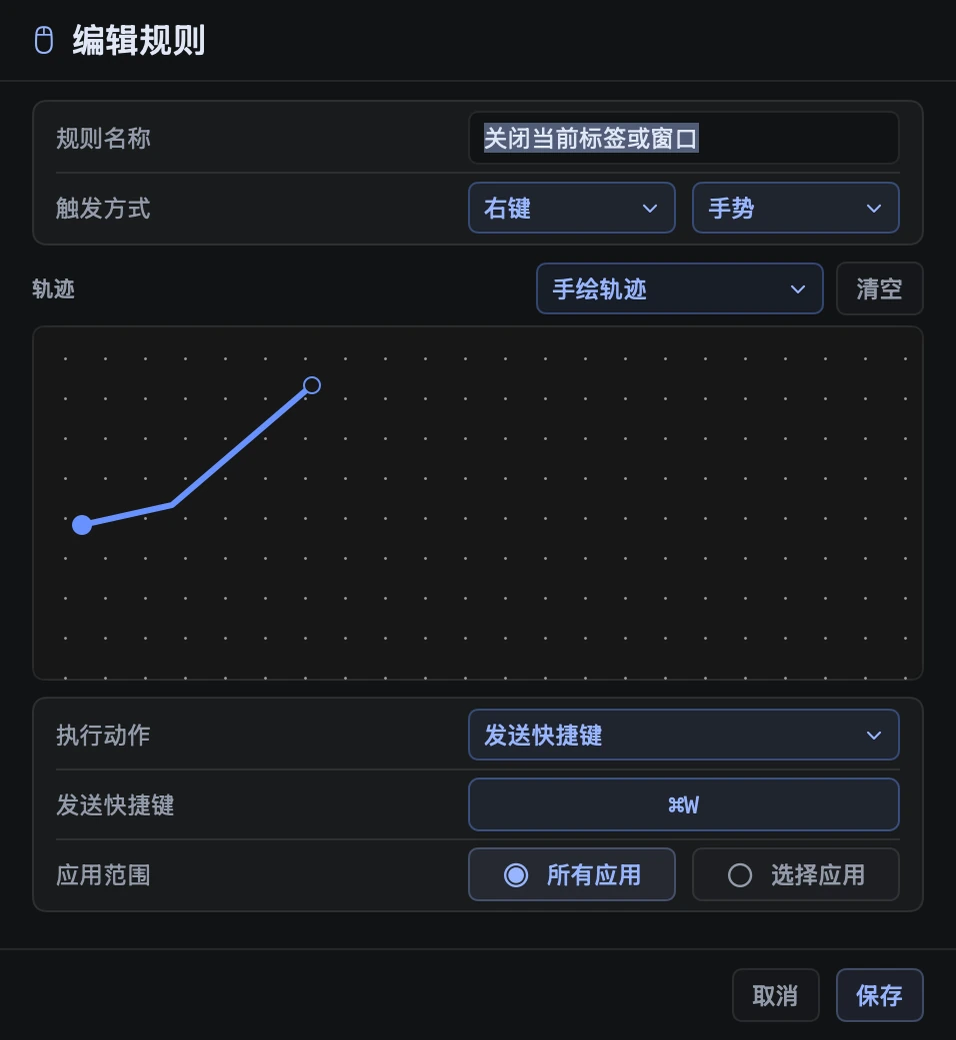 编辑规则
规则名称 关闭当前标签或窗口
触发方式 右键 手势
轨迹 手绘轨迹 清空
执行动作 发送快捷键
发送快捷键 ⌘W
应用范围 所有应用 选择应用
取消 保存